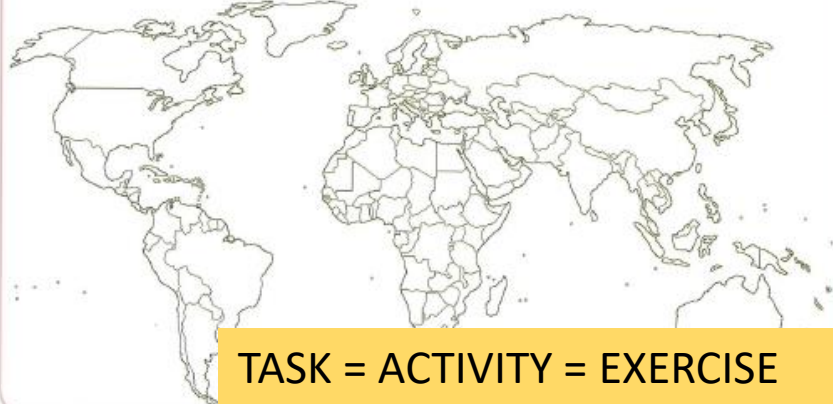 TASK = ACTIVITY = EXERCISE